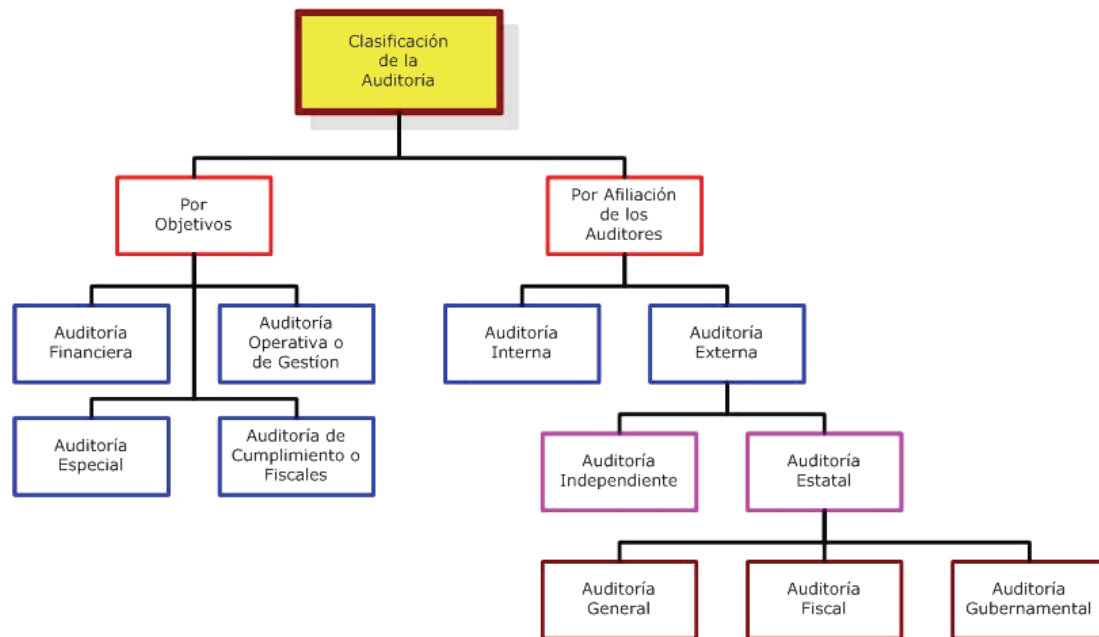 Clasificación
de la
Auditoría
Por
Objetivos
Por Afiliación
de los
Auditores
Auditoría
Financiera
Auditoría
Operativa o
de Gestíon
Auditoría
Interna
Auditoría
Externa
Auditoría
Especial
Auditoría de
Cumplimiento o
Fiscales
Auditoría
Independiente
Auditoría
Estatal
Auditoría
General
Auditoría
Fiscal
Auditoría
Gubernamental